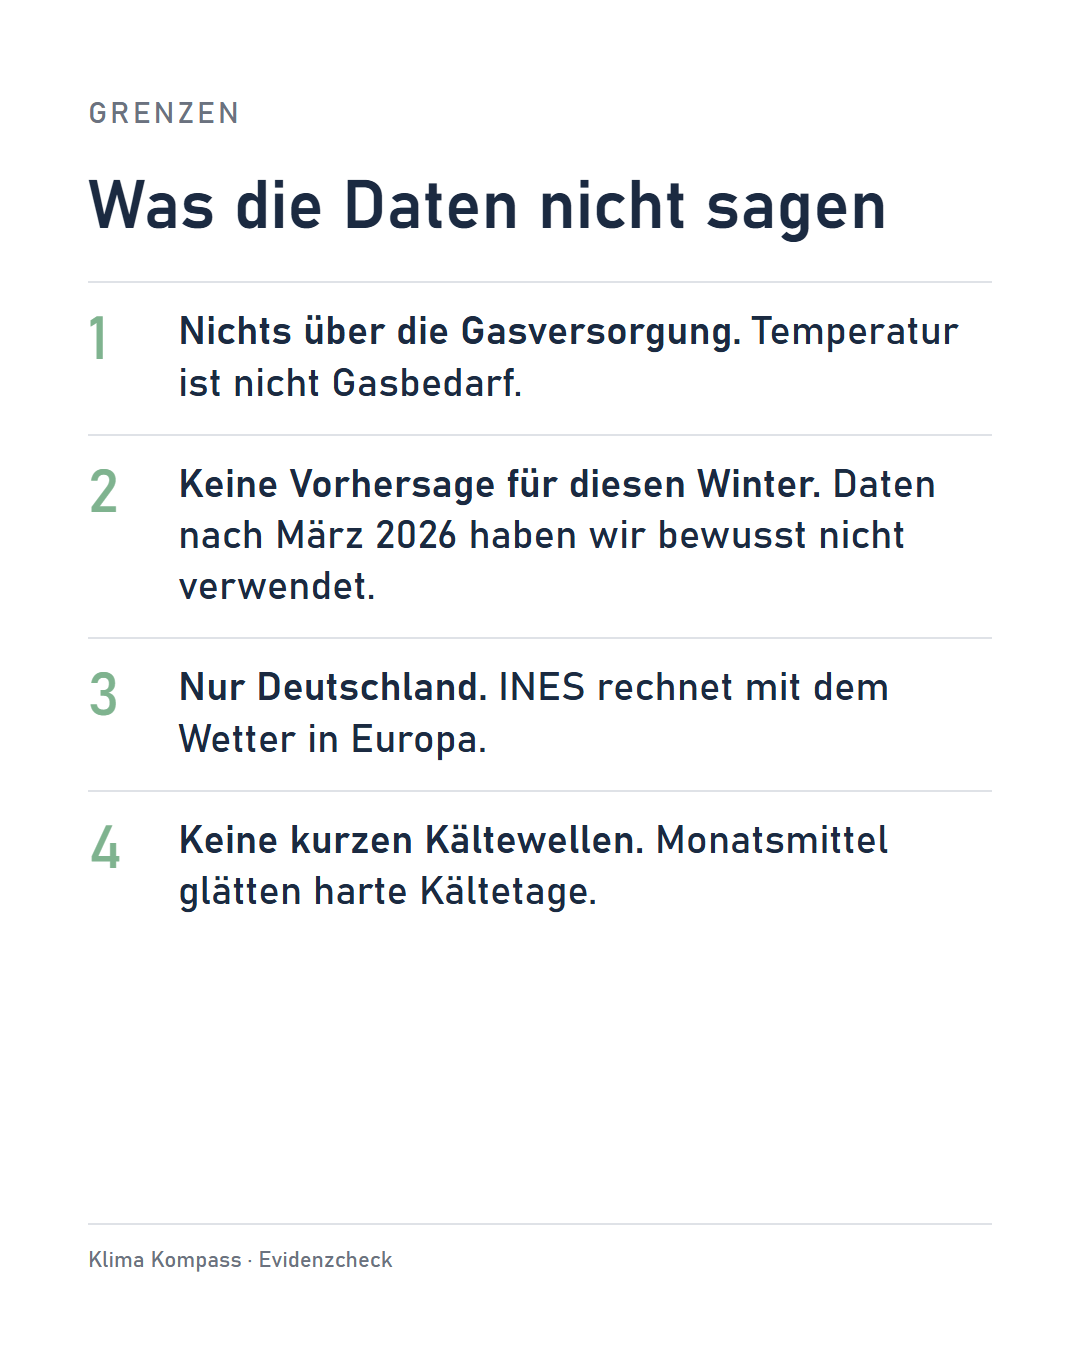 GRENZEN
Was die Daten nicht sagen
1
Nichts über die Gasversorgung. Temperatur
ist nicht Gasbedarf.
2
Keine Vorhersage für diesen Winter. Daten
nach März 2026 haben wir bewusst nicht
verwendet.
3
Nur Deutschland. INES rechnet mit dem
Wetter in Europa.
4
Keine kurzen Kältewellen. Monatsmittel
glätten harte Kältetage.
Klima Kompass · Evidenzcheck